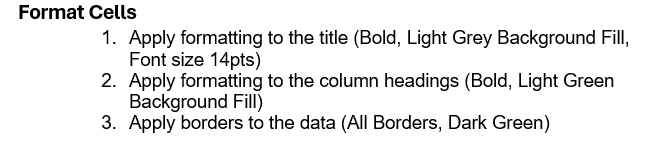 Format Cells
1. Apply formatting to the title (Bold, Light Grey Background Fill,
Font size 14pts)
2. Apply formatting to the column headings (Bold, Light Green
Background Fill)
3. Apply borders to the data (All Borders, Dark Green)